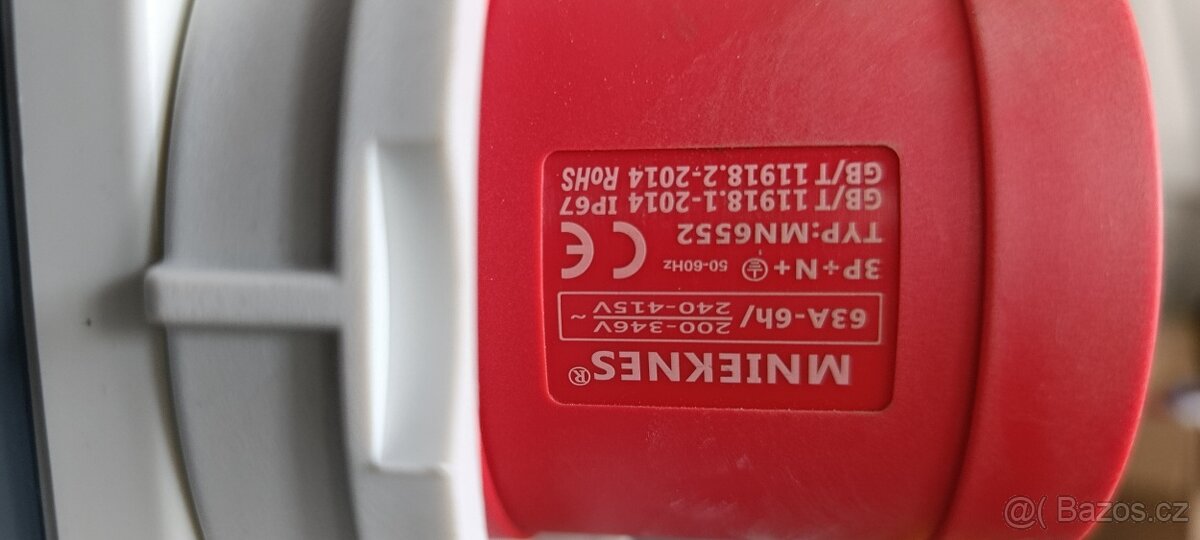 MNIEKNES®
63A-6h/ 200-346V ~
240-415V
3P÷N+ 50-60Hz
TYP:MN6552 CE
GB/T 11918.1-2014 IP67
GB/T 11918.2-2014 RoHS
@() Bazos.cz